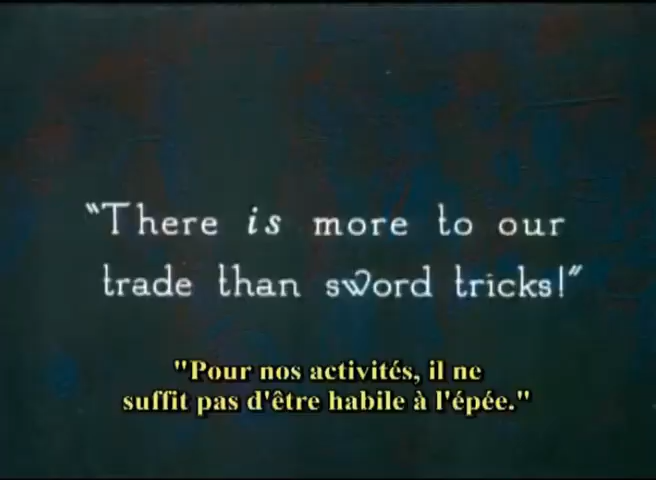 "There is more to our
trade than sword tricks!"
"Pour nos activités, il ne
suffit pas d'être habile à l'épée."